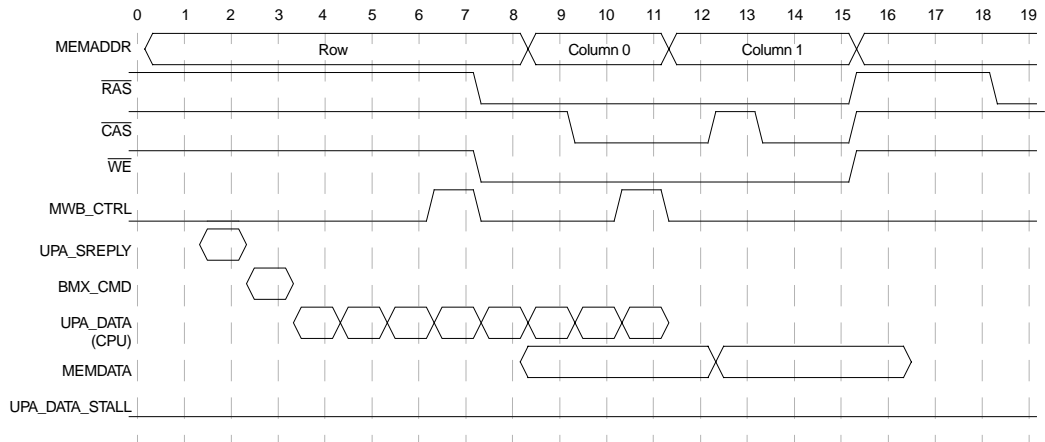 0 1 2 3 4 5 6 7 8 9 10 11 12 13 14 15 16 17 18 19
MEMADDR Row Column 0 Column 1
RAS
CAS
WE
MWB_CTRL
UPA_SREPLY
BMX_CMD
UPA_DATA
(CPU)
MEMDATA
UPA_DATA_STALL